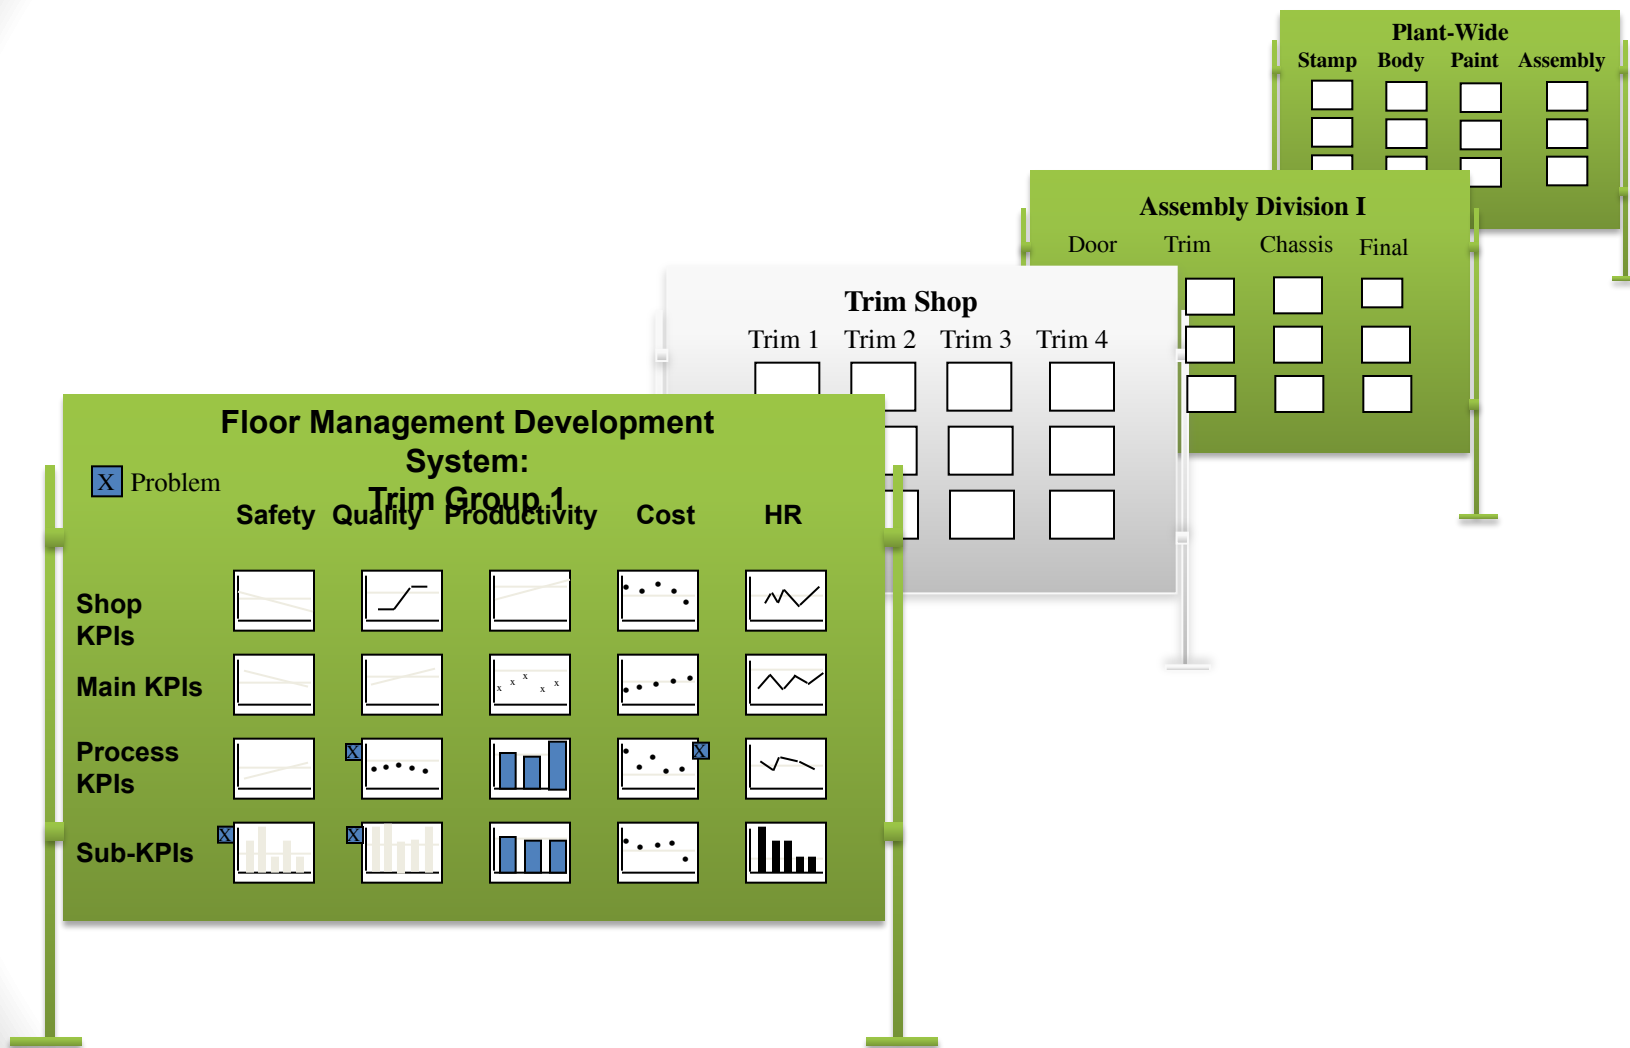 Plant-Wide
Stamp Body Paint Assembly
Assembly Division I
Door Trim Chassis Final
Trim Shop
Trim 1 Trim 2 Trim 3 Trim 4
Floor Management Development
System:
Trim Group 1
X Problem
Safety Quality Productivity Cost HR
Shop
KPIs
Main KPIs
x x x x x
Process
KPIs
X X
Sub-KPIs
X X